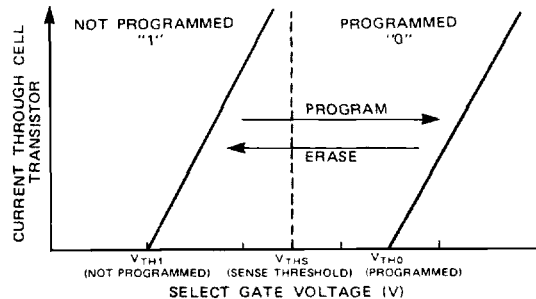 NOT PROGRAMMED
"1"
PROGRAMMED
"0"
PROGRAM
ERASE
CURRENT THROUGH CELL
TRANSISTOR
VTH1
(NOT PROGRAMMED)
VTHS
(SENSE THRESHOLD)
VTH0
(PROGRAMMED)
SELECT GATE VOLTAGE (V)